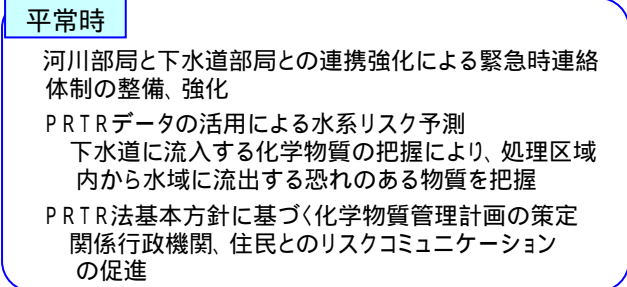 平常時
河川部局と下水道部局との連携強化による緊急時連絡
体制の整備、強化
PRTRデータの活用による水系リスク予測
下水道に流入する化学物質の把握により、処理区域
内から水域に流出する恐れのある物質を把握
PRTR法基本方針に基づく化学物質管理計画の策定
関係行政機関、住民とのリスクコミュニケーション
の促進